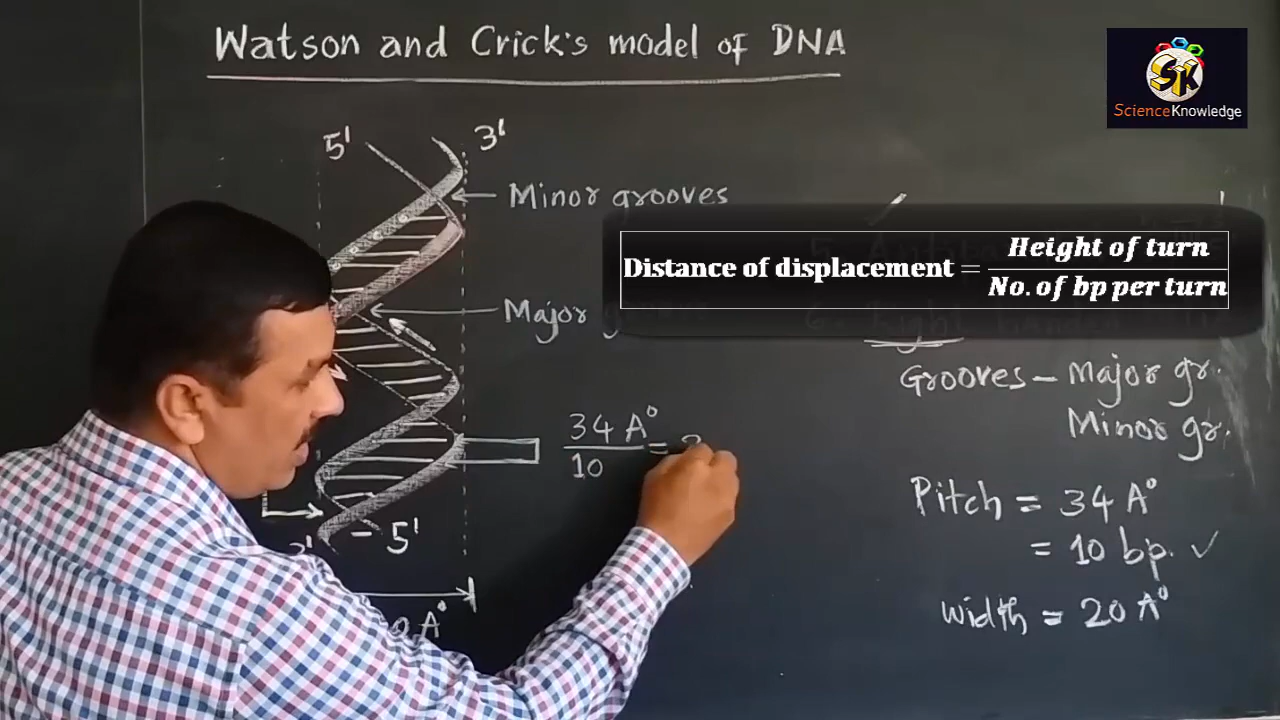 Watson and Crick's model of DNA
SK
ScienceKnowledge
5' 3'
Minor grooves
Distance of displacement = Height of turn
No. of bp per turn
Major
Grooves - Major gr.
Minor gr.
34 A°
10
=
Pitch = 34 A°
= 10 bp. ✓
Width = 20 A°
- 5'
A°